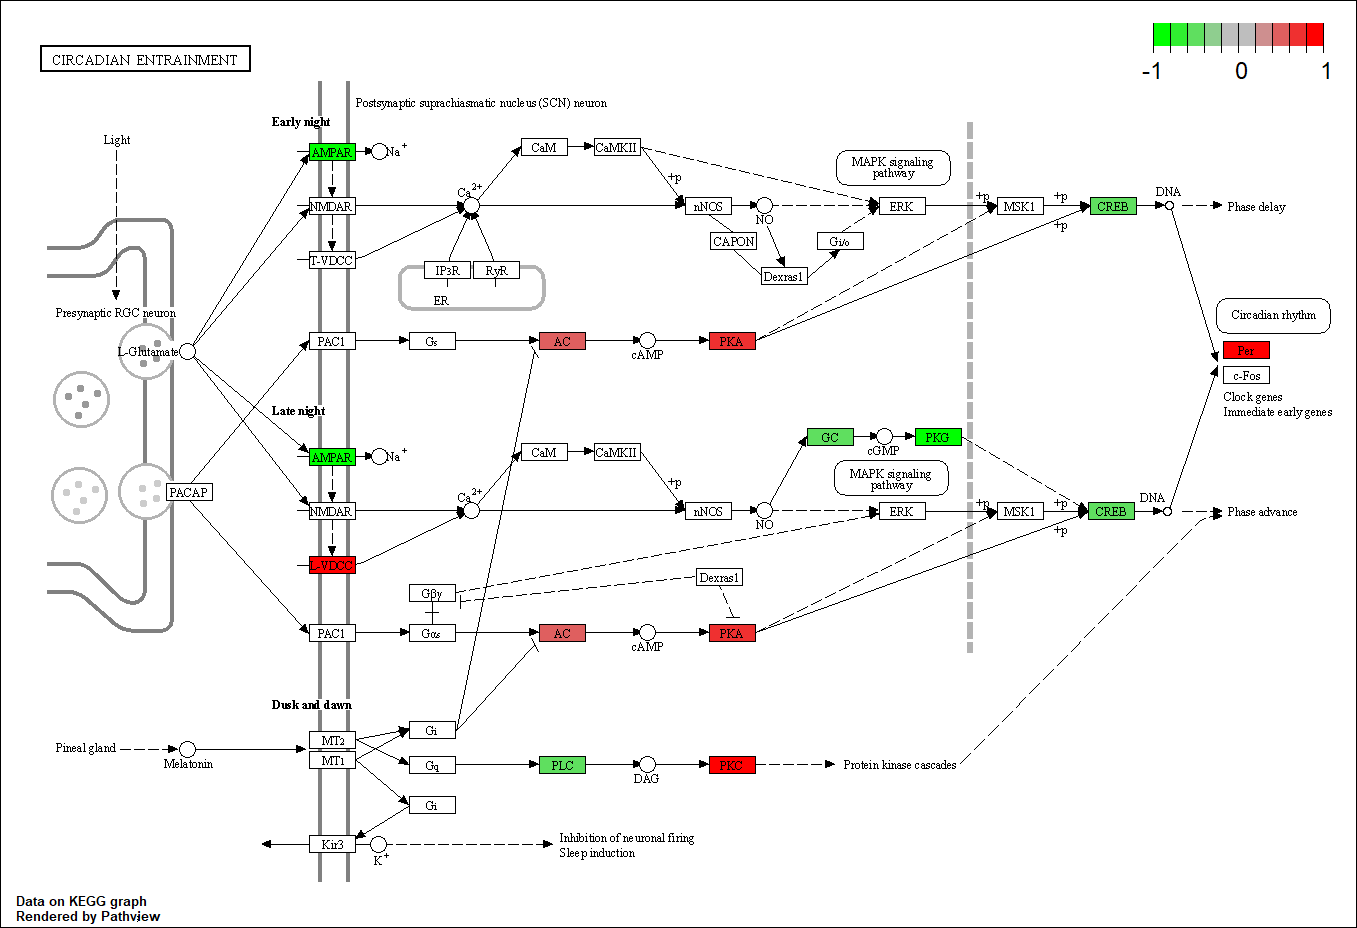 CIRCADIAN ENTRAINMENT
-1 0 1
Postsynaptic suprachiasmatic nucleus (SCN) neuron
Early night
Light
AMPAR
Na+
CaM
CaMKII
MAPK signaling
pathway
+p
Ca2+
NMDAR
nNOS
NO
ERK
+p
MSK1
+p
CREB
DNA
Phase delay
+p
CAPON
Gi/o
T-VDCC
IP3R
RyR
Dexras1
ER
Presynaptic RGC neuron
Circadian rhythm
L-Glutamate
PAC1
Gs
AC
cAMP
PKA
Per
c-Fos
Clock genes
Immediate early genes
Late night
AMPAR
Na+
CaM
CaMKII
GC
cGMP
PKG
MAPK signaling
pathway
+p
PACAP
Ca2+
NMDAR
nNOS
NO
ERK
+p
MSK1
+p
CREB
DNA
Phase advance
+p
L-VDCC
Dexras1
Gβγ
PAC1
Gαs
AC
cAMP
PKA
Dusk and dawn
MT2
Gi
Pineal gland
Melatonin
MT1
Gq
PLC
DAG
PKC
Protein kinase cascades
Gi
Kir3
K+
Inhibition of neuronal firing
Sleep induction
Data on KEGG graph
Rendered by Pathview